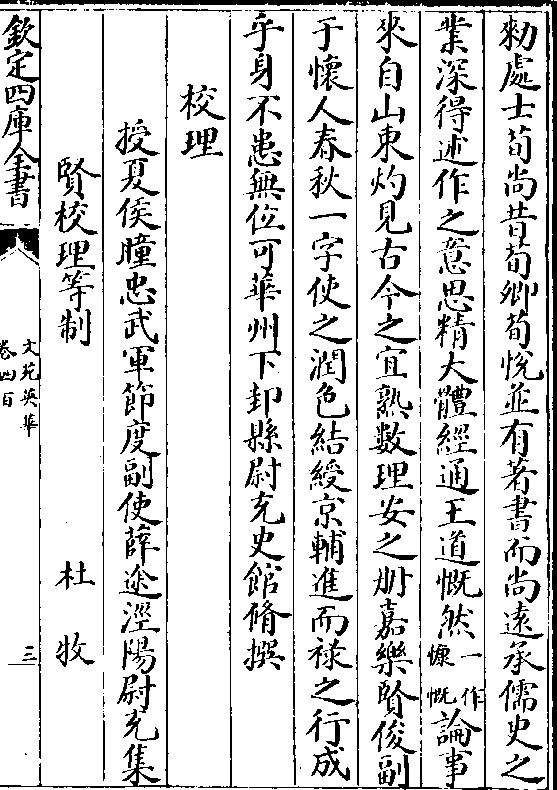 勅處士荀尚昔荀卿荀悅並有著書而尚遠承儒史之
業深得述作之意思精大體經通王道慨然一作慷慨論事
來自山東灼見古今之宜熟數理安之𠕋嘉樂賢俊副
于懷人春秋一字使之潤色結綬京輔進而祿之行成
乎身不患無位可華州下邽縣尉充史館脩撰
校理
授夏侯瞳忠武軍節度副使薛途涇陽尉充集
賢校理等制 杜牧
欽定四庫全書
文苑英華
卷四百
三